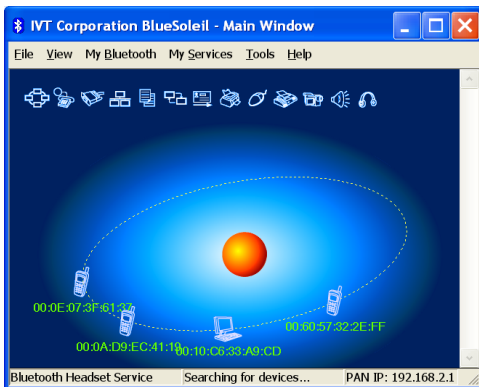 IVT Corporation BlueSoleil - Main Window
File View My Bluetooth My Services Tools Help
00:0E:07:3F:61:37
00:0A:D9:EC:41:19
00:10:C6:33:A9:CD
00:60:57:32:2E:FF
Bluetooth Headset Service Searching for devices... PAN IP: 192.168.2.1